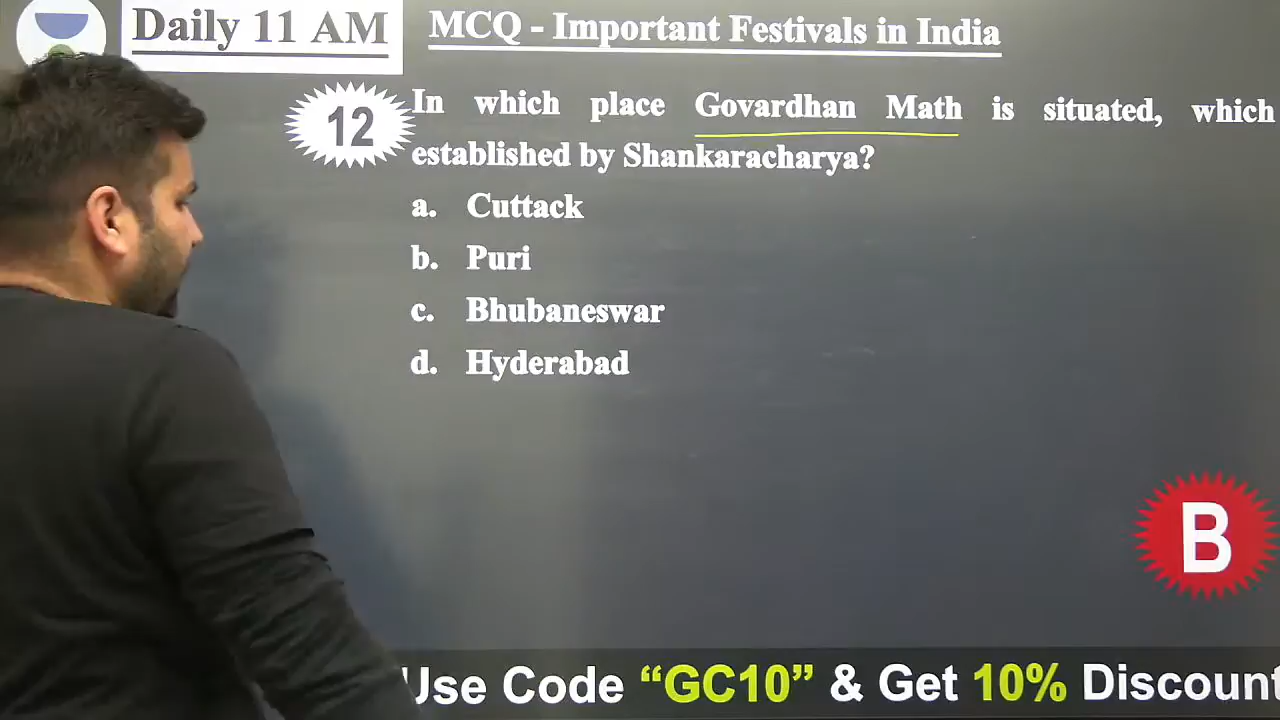 Daily 11 AM
MCQ - Important Festivals in India
12
In which place Govardhan Math is situated, which
established by Shankaracharya?
a. Cuttack
b. Puri
c. Bhubaneswar
d. Hyderabad
B
Use Code “GC10” & Get 10% Discount